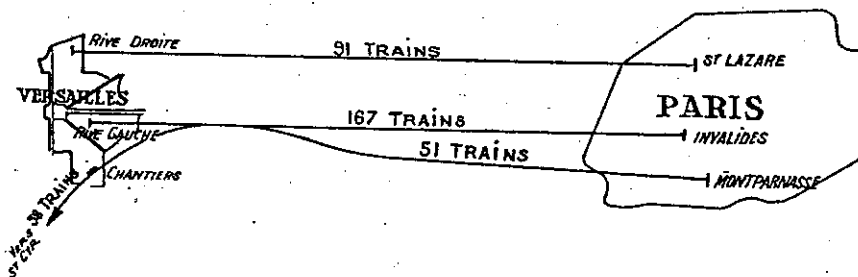 RIVE DROITE
91 TRAINS
ST LAZARE
VERSAILLES
167 TRAINS
PARIS
RIVE GAUCHE
INVALIDES
51 TRAINS
CHANTIERS
MONTPARNASSE
38 TRAINS
VERS
ST CYR